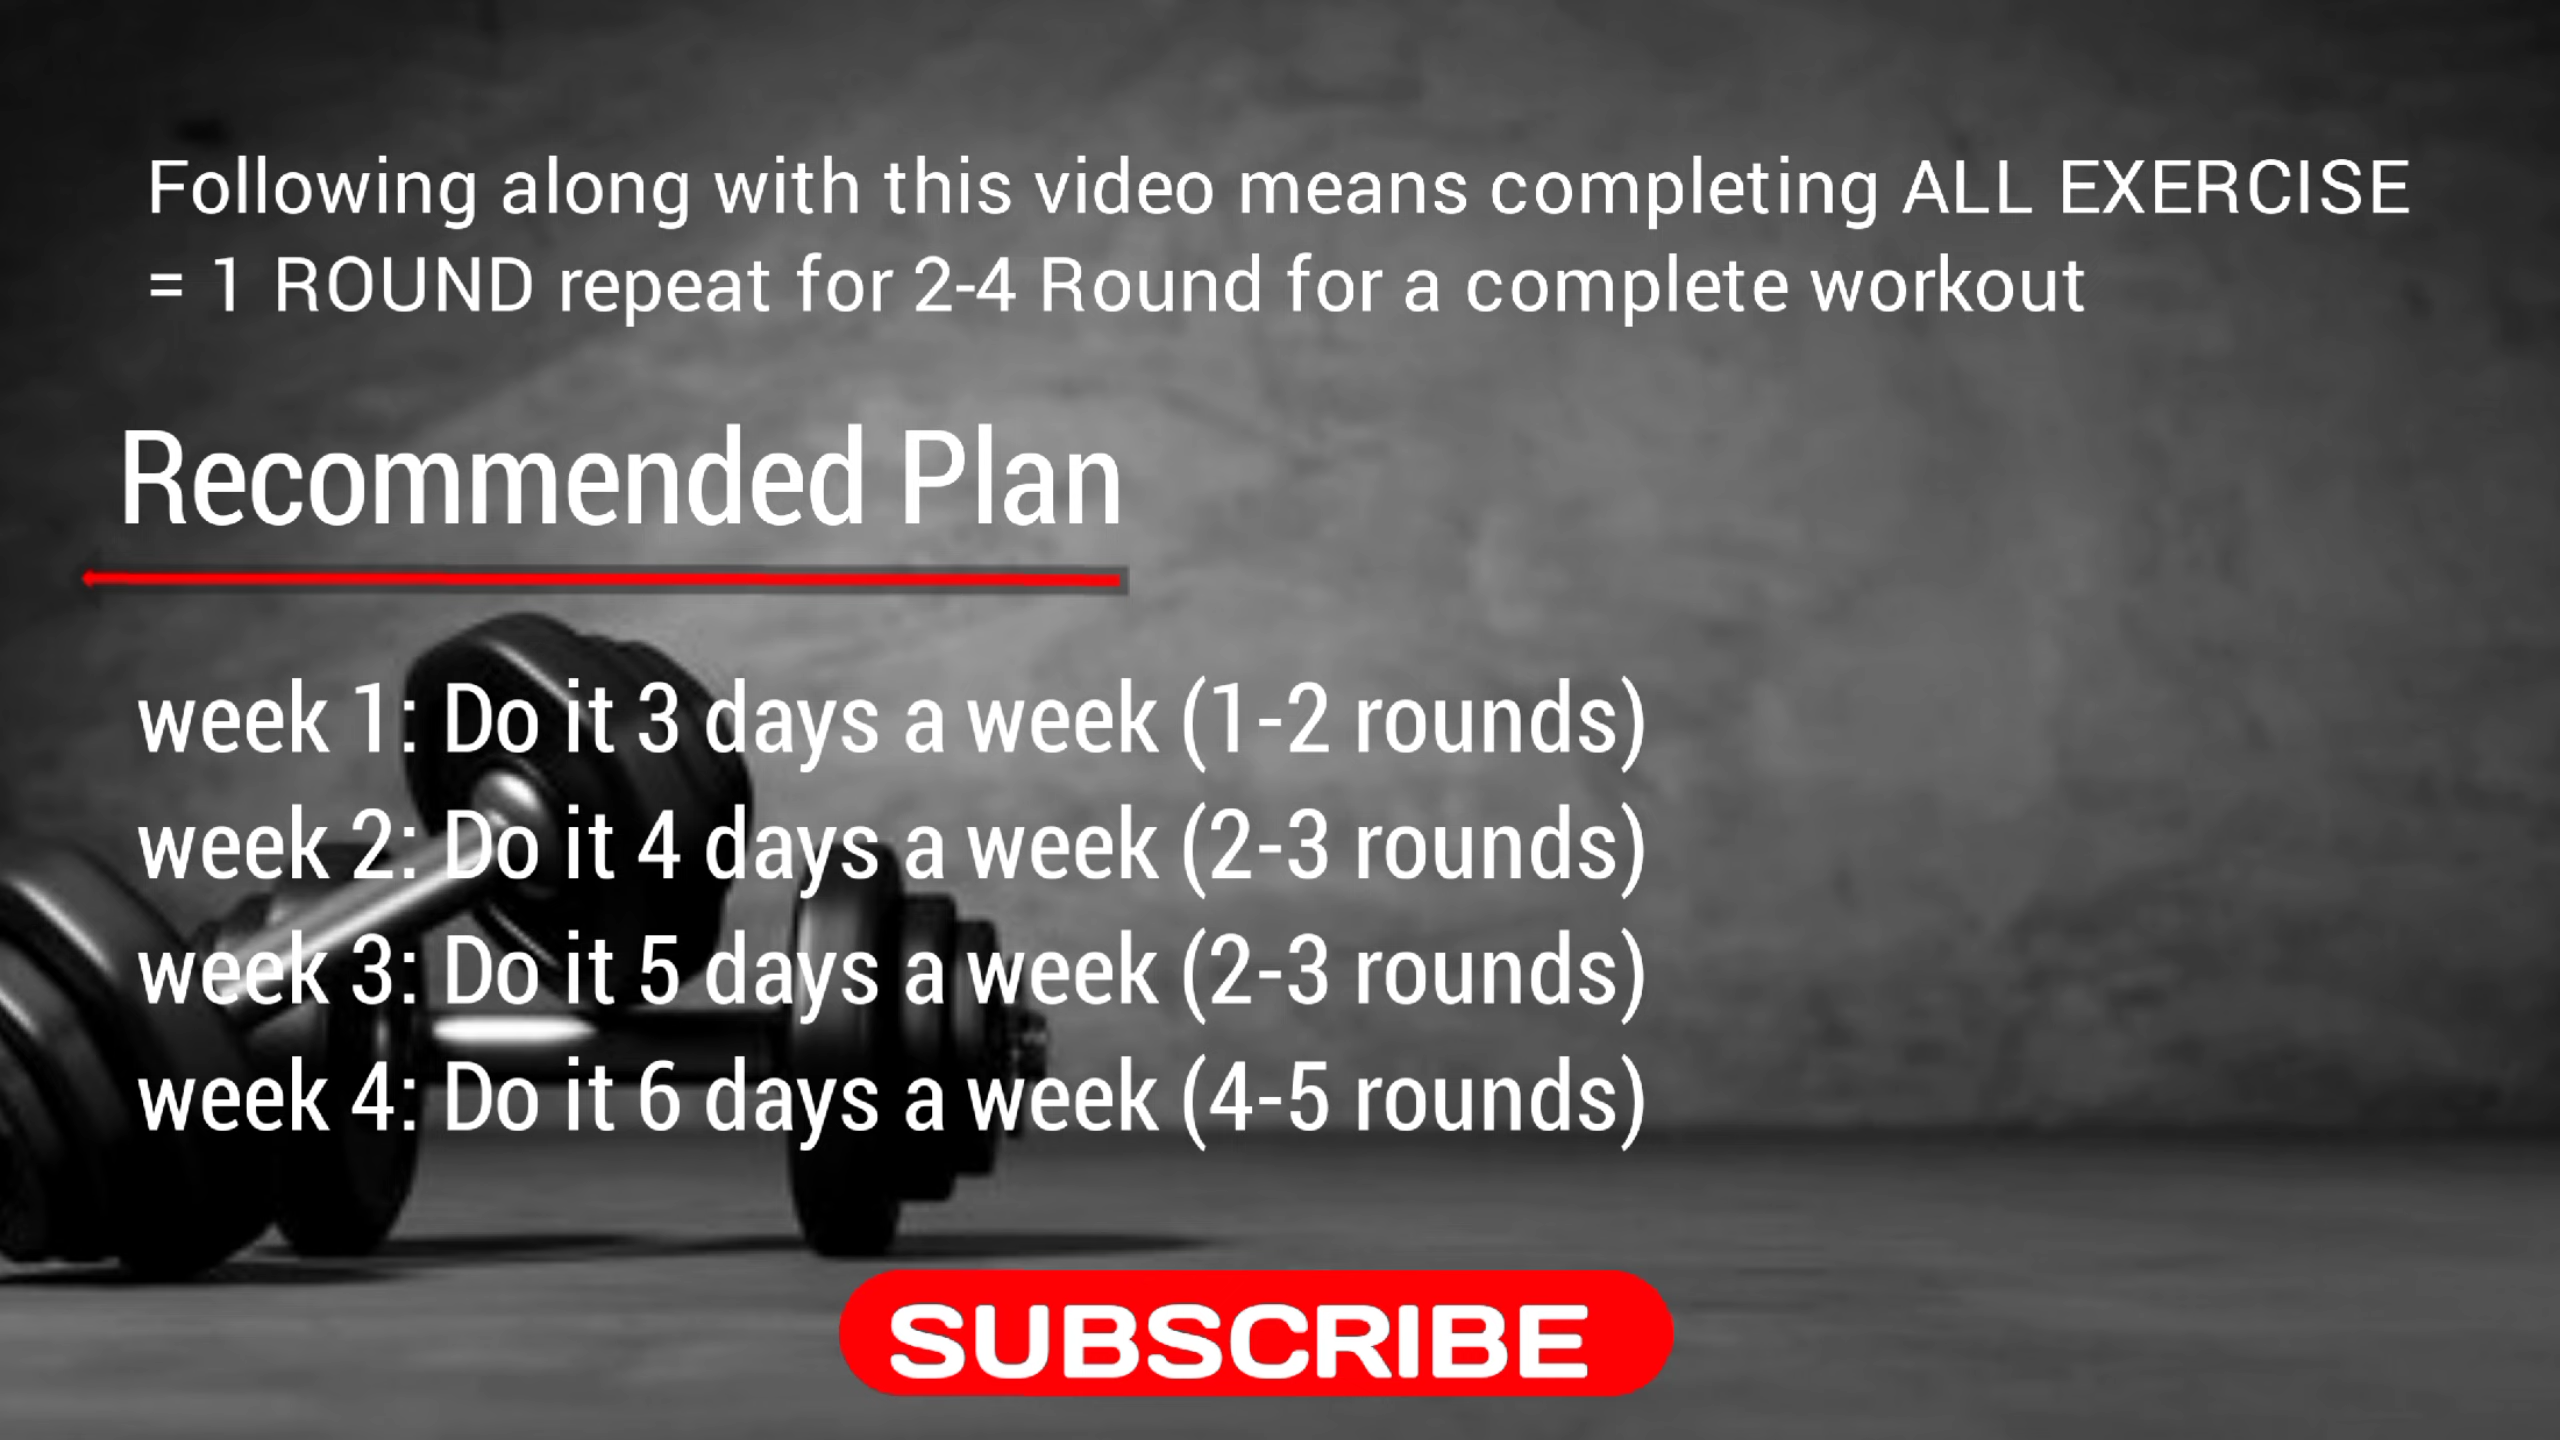 Following along with this video means completing ALL EXERCISE
= 1 ROUND repeat for 2-4 Round for a complete workout
Recommended Plan
week 1: Do it 3 days a week (1-2 rounds)
week 2: Do it 4 days a week (2-3 rounds)
week 3: Do it 5 days a week (2-3 rounds)
week 4: Do it 6 days a week (4-5 rounds)
SUBSCRIBE